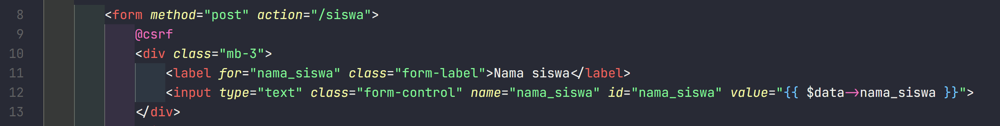 8 <form method="post" action="/siswa">
9 @csrf
10 <div class="mb-3">
11 <label for="nama_siswa" class="form-label">Nama siswa</label>
12 <input type="text" class="form-control" name="nama_siswa" id="nama_siswa" value="{{ $data->nama_siswa }}">
13 </div>